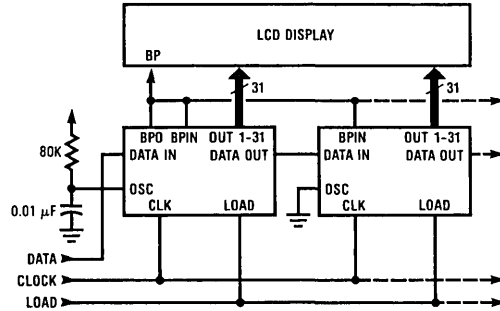 LCD DISPLAY
BP
31
31
80K
BPO BPIN OUT 1-31
DATA IN DATA OUT
OSC
CLK LOAD
BPIN OUT 1-31
DATA IN DATA OUT
OSC
CLK LOAD
0.01 μF
DATA
CLOCK
LOAD